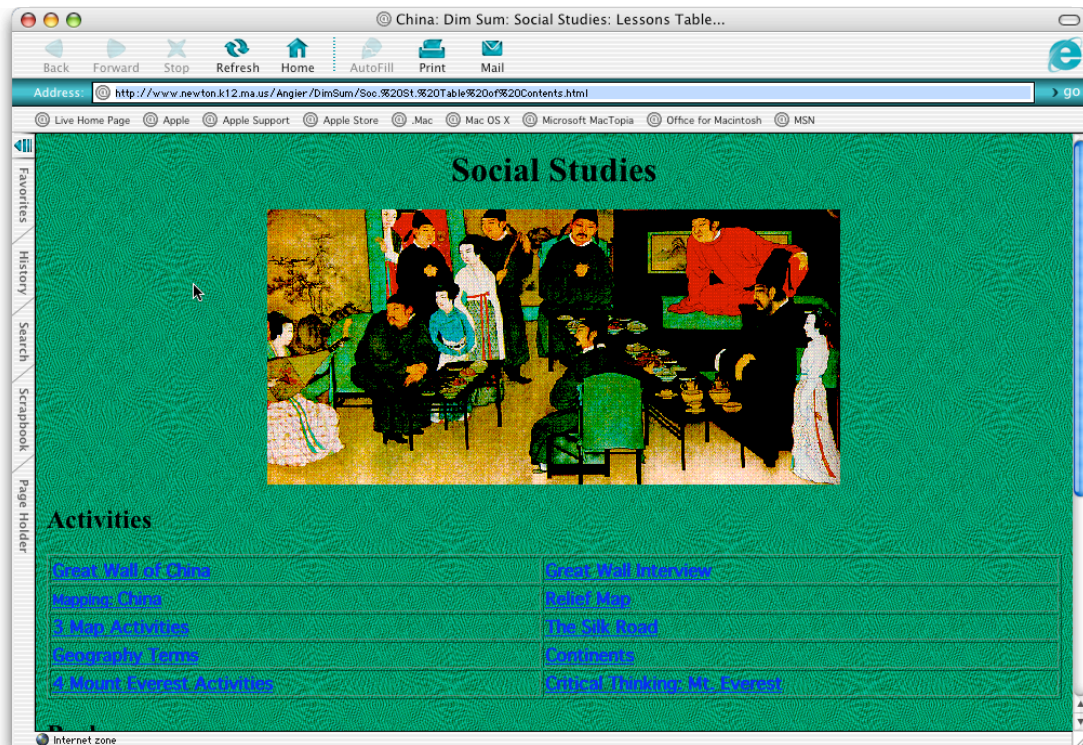 China: Dim Sum: Social Studies: Lessons Table...
Back Forward Stop Refresh Home AutoFill Print Mail
Address: http://www.newton.k12.ma.us/Angier/DimSum/Soc.%20St.%20Table%20of%20Contents.html go
Live Home Page Apple Apple Support Apple Store .Mac Mac OS X Microsoft MacTopia Office for Macintosh MSN
Favorites
History
Search
Scrapbook
Page Holder
Social Studies
Activities
Great Wall of China Great Wall Interview
Mapping: China Relief Map
3 Map Activities The Silk Road
Geography Terms Continents
4 Mount Everest Activities Critical Thinking: Mt. Everest
Internet zone